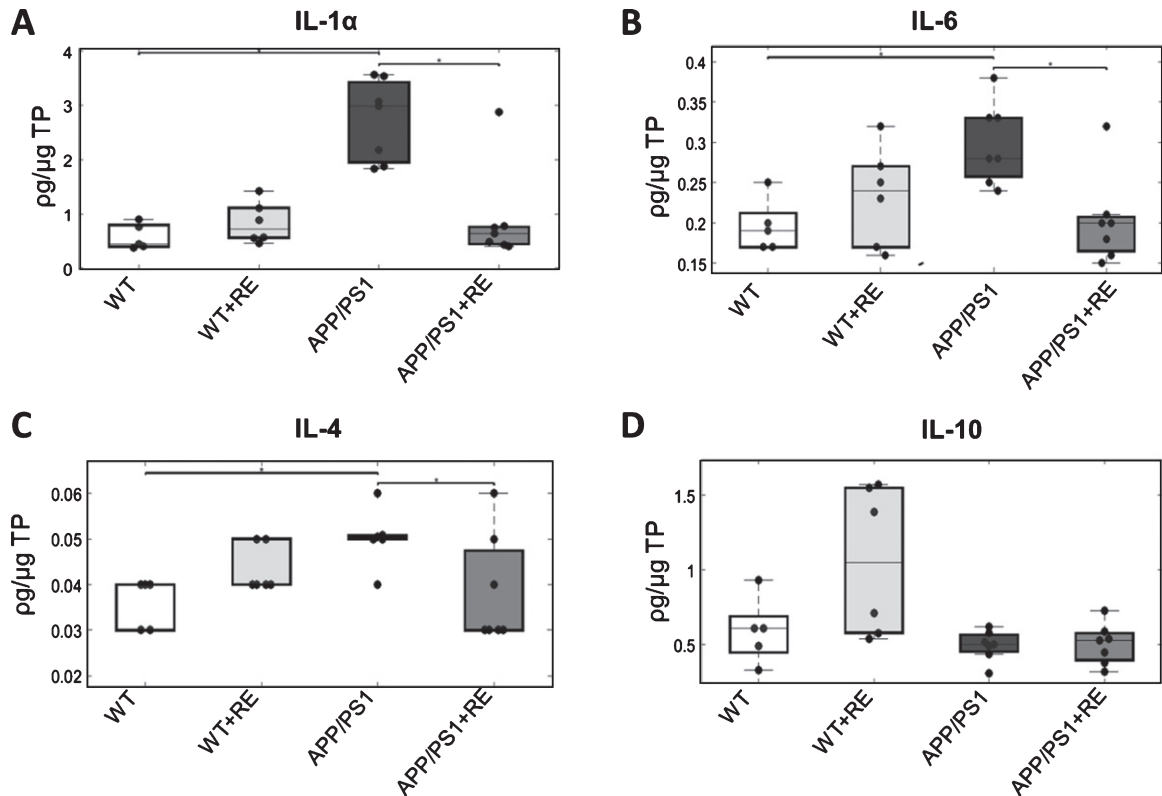 A
IL-1α
ρg/μg TP
4
3
2
1
0
*
*
WT
WT+RE
APP/PS1
APP/PS1+RE
B
IL-6
ρg/μg TP
0.4
0.35
0.3
0.25
0.2
0.15
*
*
WT
WT+RE
APP/PS1
APP/PS1+RE
C
IL-4
ρg/μg TP
0.06
0.05
0.04
0.03
0.02
*
*
WT
WT+RE
APP/PS1
APP/PS1+RE
D
IL-10
ρg/μg TP
1.5
1
0.5
WT
WT+RE
APP/PS1
APP/PS1+RE